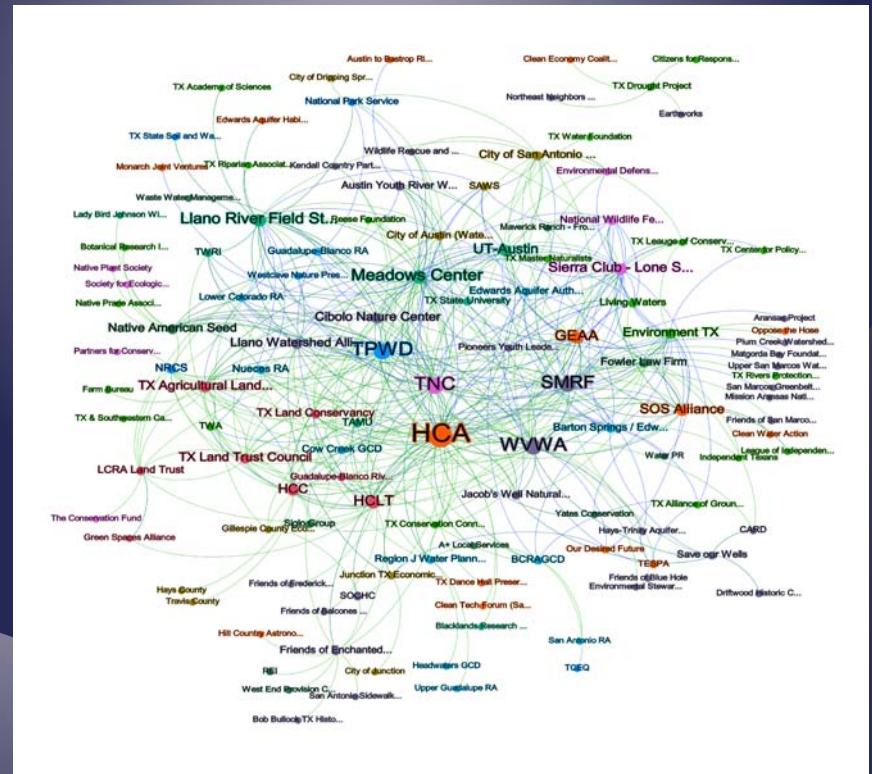 Austin to Bastrop Ri...
Clean Economy Coalit...
Citizens for Respons...
City of Dripping Spr...
TX Academy of Sciences
TX Drought Project
National Park Service
Northeast Neighbors ...
Earthworks
Edwards Aquifer Habi...
TX State Soil and Wa...
TX Water Foundation
Wildlife Rescue and ...
City of San Antonio ...
Monarch Joint Ventures
TX Riparian Associat...
Kendall Country Part...
Environmental Defens...
Austin Youth River W...
SAWS
Waste Water Manageme...
Lady Bird Johnson Wi...
Llano River Field St...
Reese Foundation
Maverick Ranch - Fro...
National Wildlife Fe...
City of Austin (Wate...
Botanical Research I...
TWRI
Guadalupe-Blanco RA
UT-Austin
TX Master Naturalists
TX Leauge of Conserv...
TX Center for Policy...
Native Plant Society
Westcave Nature Pres...
Meadows Center
Sierra Club - Lone S...
Society for Ecologic...
Lower Colorado RA
Edwards Aquifer Auth...
TX State University
Living Waters
Native Prarie Associ...
Cibolo Nature Center
Aransas Project
Native American Seed
GEAA
Environment TX
Oppose the Hose
Llano Watershed Alli...
TPWD
Pioneers Youth Leade...
Plum Creek Watershed...
Partners for Conserv...
Matgorda Bay Foundat...
NRCS
Nueces RA
Fowler Law Firm
Upper San Marcos Wat...
TX Rivers Protection...
Farm Bureau
TX Agricultural Land...
TNC
SMRF
San Marcos Greenbelt...
Mission Aransas Natl...
TX & Southwestern Ca...
TX Land Conservancy
SOS Alliance
TWA
TAMU
Barton Springs / Edw...
Friends of San Marco...
HCA
WVWA
Clean Water Action
TX Land Trust Council
Cow Creek GCD
Water PR
League of Independen...
Independent Texans
LCRA Land Trust
Guadalupe-Blanco Riv...
HCC
HCLT
Jacob's Well Natural...
Yates Conservation
TX Alliance of Groun...
The Conservation Fund
Siglo Group
Green Spaces Alliance
Gillespie County Eco...
TX Conservation Conn...
Hays-Trinity Aquifer...
CARD
A+ Local Services
Our Desired Future
Save our Wells
Region J Water Plann...
BCRAGCD
TESPA
Junction TX Economic...
Friends of Blue Hole
Friends of Frederick...
TX Dance Hall Preser...
Environmental Stewar...
Hays County
SOCHC
Driftwood Historic C...
Travis County
Friends of Balcones ...
Clean Tech Forum (Sa...
Blacklands Research ...
Hill Country Astrono...
San Antonio RA
Friends of Enchanted...
REI
City of Junction
Headwaters GCD
TCEQ
West End Provision C...
San Antonio Sidewalk...
Upper Guadalupe RA
Bob Bullock TX Histo...